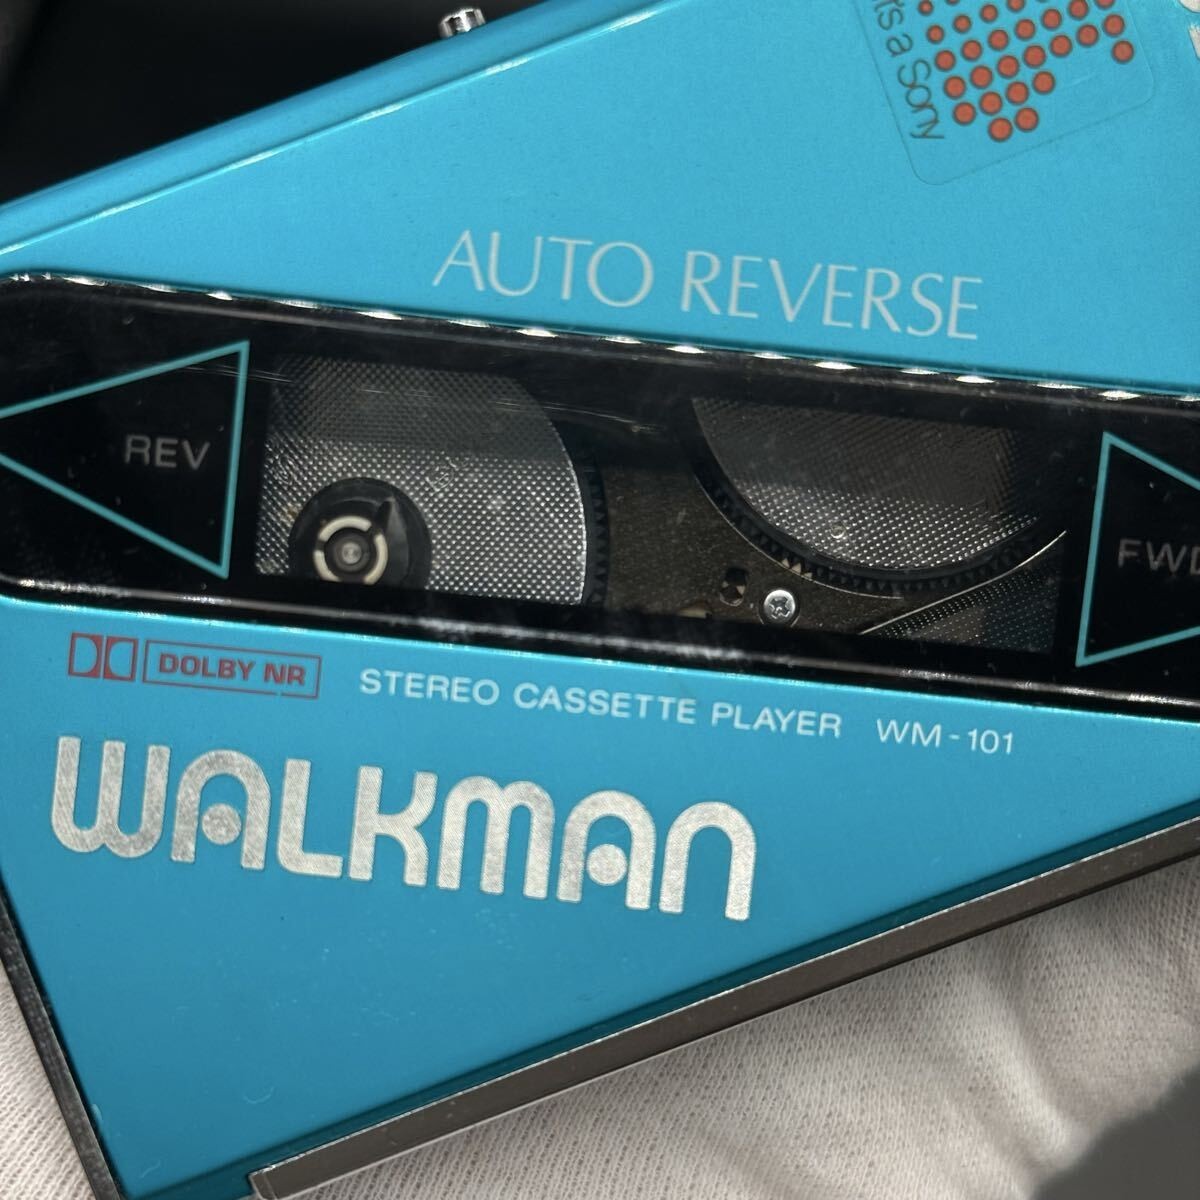 it's a Sony
AUTO REVERSE
REV
FWD
DOLBY NR
STEREO CASSETTE PLAYER WM-101
WALKMAN